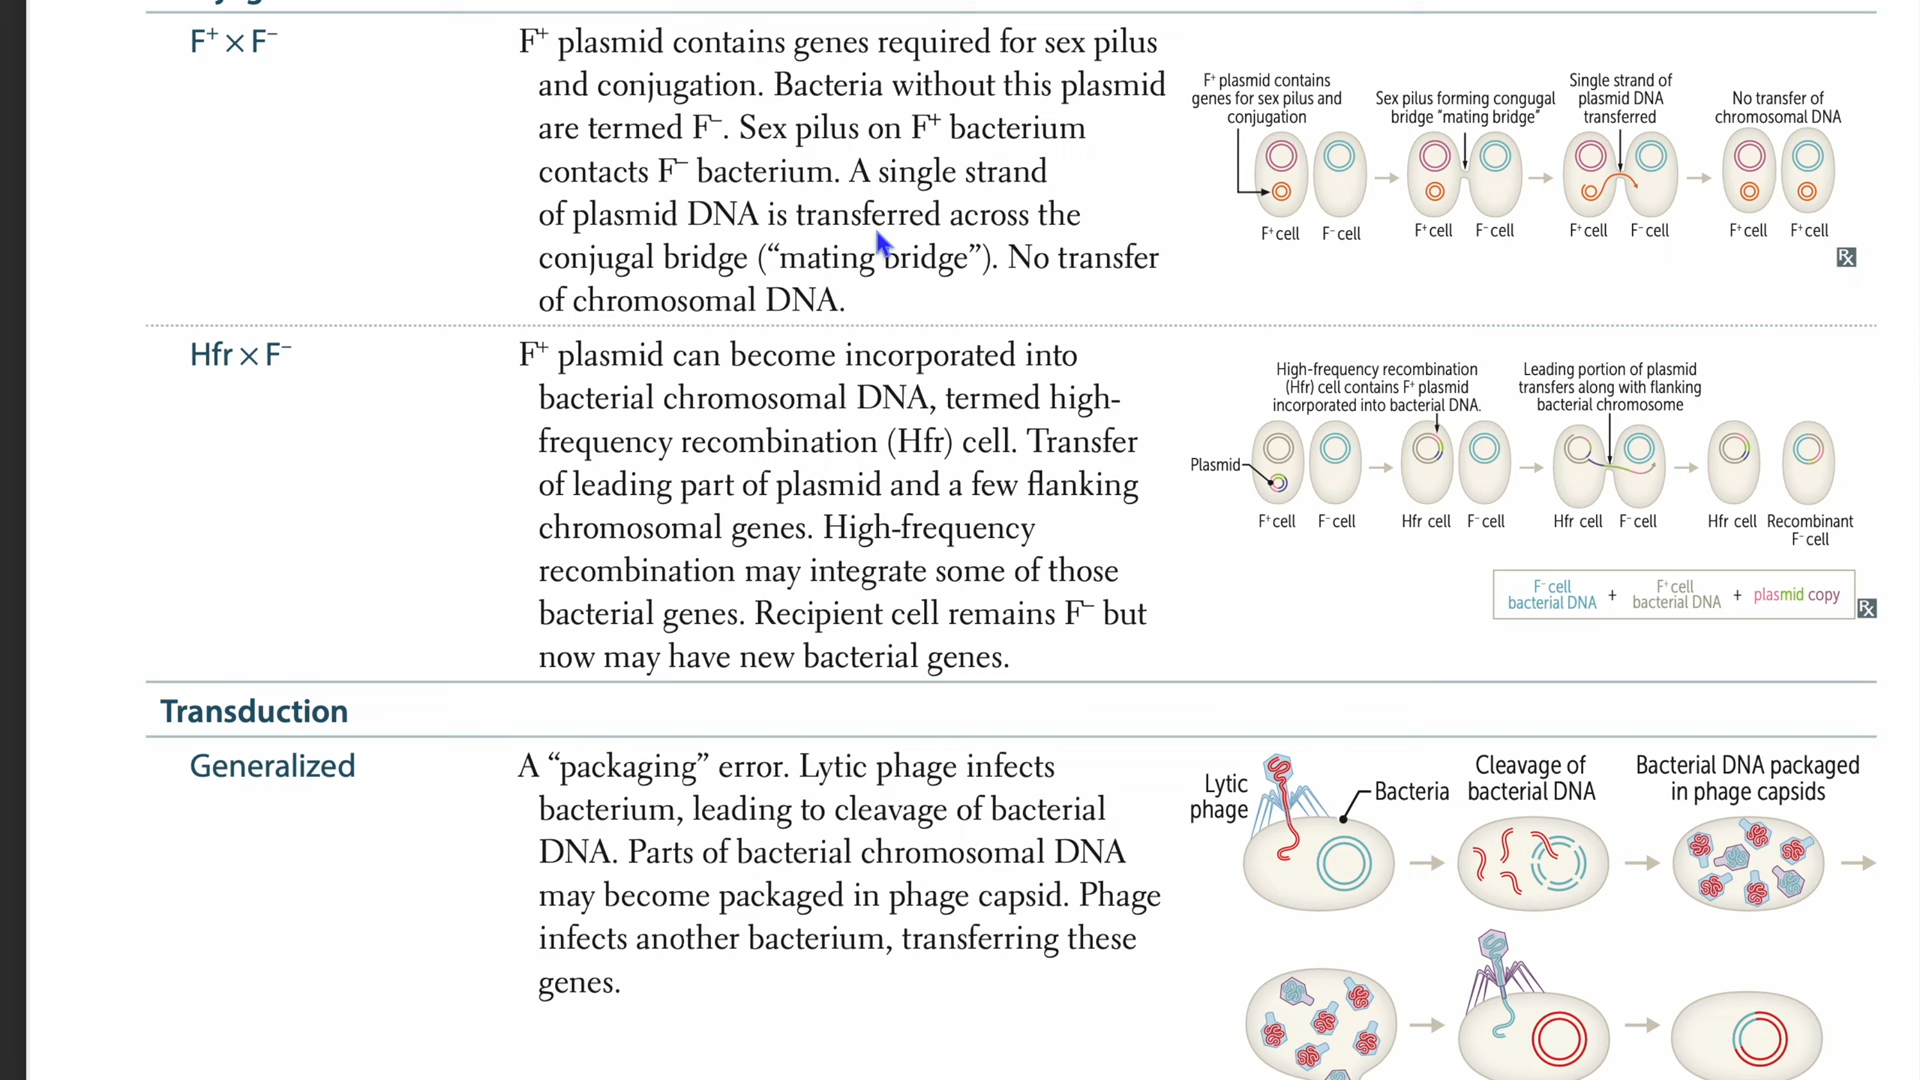 F⁺ × F⁻
F⁺ plasmid contains genes required for sex pilus
and conjugation. Bacteria without this plasmid
are termed F⁻. Sex pilus on F⁺ bacterium
contacts F⁻ bacterium. A single strand
of plasmid DNA is transferred across the
conjugal bridge (“mating bridge”). No transfer
of chromosomal DNA.
F⁺ plasmid contains
genes for sex pilus and
conjugation
Sex pilus forming congugal
bridge “mating bridge”
Single strand of
plasmid DNA
transferred
No transfer of
chromosomal DNA
F⁺ cell F⁻ cell
F⁺ cell F⁻ cell
F⁺ cell F⁻ cell
F⁺ cell F⁺ cell
Rx
Hfr × F⁻
F⁺ plasmid can become incorporated into
bacterial chromosomal DNA, termed high-
frequency recombination (Hfr) cell. Transfer
of leading part of plasmid and a few flanking
chromosomal genes. High-frequency
recombination may integrate some of those
bacterial genes. Recipient cell remains F⁻ but
now may have new bacterial genes.
High-frequency recombination
(Hfr) cell contains F⁺ plasmid
incorporated into bacterial DNA.
Leading portion of plasmid
transfers along with flanking
bacterial chromosome
Plasmid
F⁺ cell F⁻ cell
Hfr cell F⁻ cell
Hfr cell F⁻ cell
Hfr cell Recombinant
F⁻ cell
F⁻ cell
bacterial DNA
+
F⁺ cell
bacterial DNA
+
plasmid copy
Rx
Transduction
Generalized
A “packaging” error. Lytic phage infects
bacterium, leading to cleavage of bacterial
DNA. Parts of bacterial chromosomal DNA
may become packaged in phage capsid. Phage
infects another bacterium, transferring these
genes.
Lytic
phage
Bacteria
Cleavage of
bacterial DNA
Bacterial DNA packaged
in phage capsids